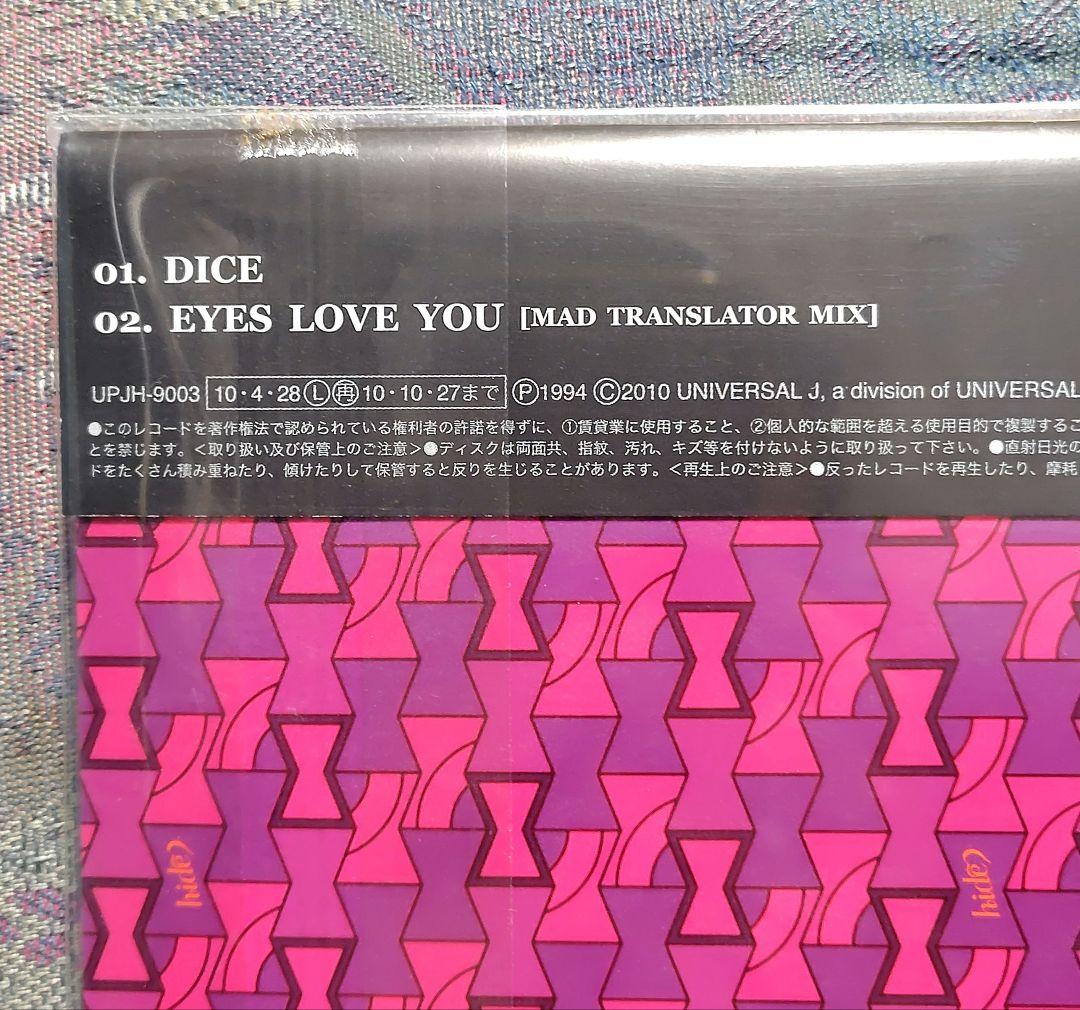 01. DICE
02. EYES LOVE YOU [MAD TRANSLATOR MIX]
UPJH-9003 10・4・28Ⓛ㊞10・10・27まで Ⓟ1994 Ⓒ2010 UNIVERSAL J, a division of UNIVERSAL
●このレコードを著作権法で認められている権利者の許諾を得ずに、①賃貸業に使用すること、②個人的な範囲を超える使用目的で複製するこ
とを禁じます。＜取り扱い及び保管上のご注意＞●ディスクは両面共、指紋、汚れ、キズ等を付けないように取り扱って下さい。●直射日光の
ドをたくさん積み重ねたり、傾けたりして保管すると反りを生じることがあります。＜再生上のご注意＞●反ったレコードを再生したり、摩耗
hide
hide